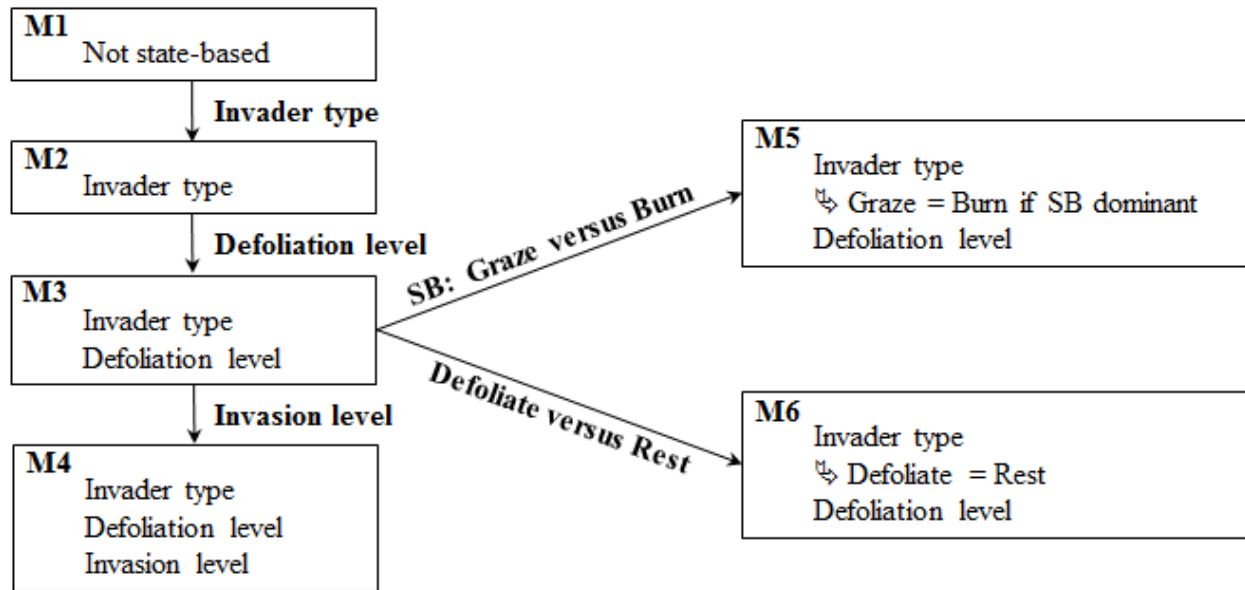 M1
Not state-based
Invader type
M2
Invader type
Defoliation level
M3
Invader type
Defoliation level
Invasion level
M4
Invader type
Defoliation level
Invasion level
SB: Graze versus Burn
Defoliate versus Rest
M5
Invader type
↳ Graze = Burn if SB dominant
Defoliation level
M6
Invader type
↳ Defoliate = Rest
Defoliation level